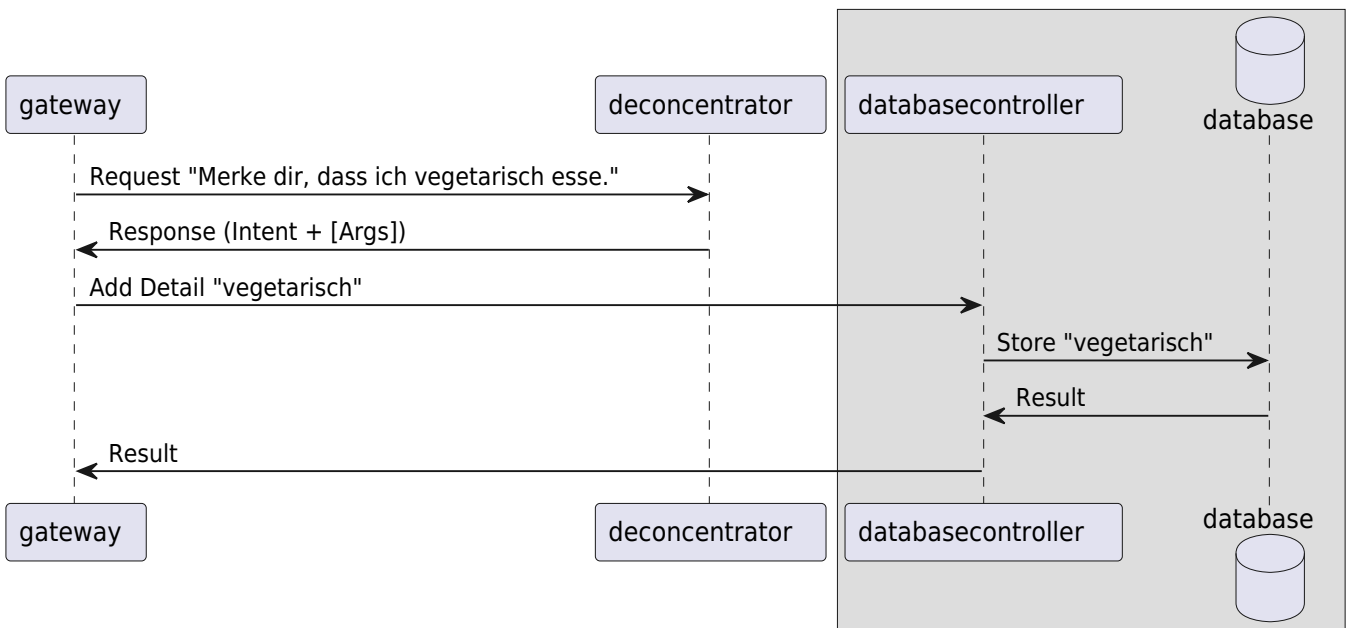 database
gateway
deconcentrator
databasecontroller
Request "Merke dir, dass ich vegetarisch esse."
Response (Intent + [Args])
Add Detail "vegetarisch"
Store "vegetarisch"
Result
Result
gateway
deconcentrator
databasecontroller
database